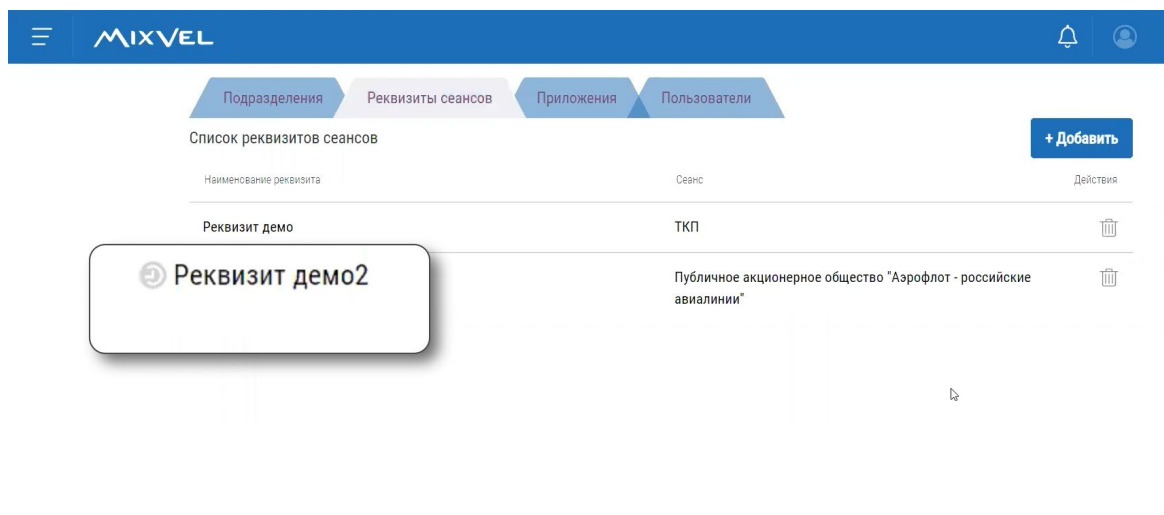 MIXVEL
Подразделения Реквизиты сеансов Приложения Пользователи
Список реквизитов сеансов + Добавить
Наименование реквизита Сеанс Действия
Реквизит демо ТКП
Реквизит демо2 Публичное акционерное общество "Аэрофлот - российские
авиалинии"